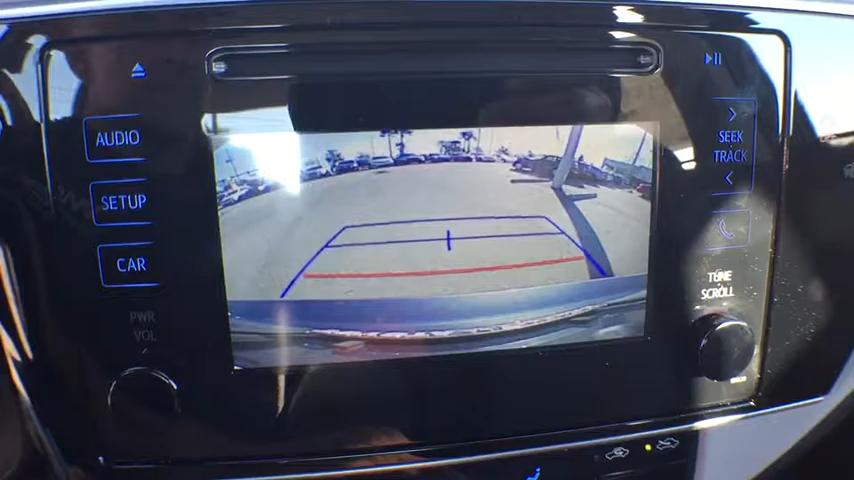 AUDIO
SETUP
CAR
PWR
VOL
SEEK
TRACK
TUNE
SCROLL